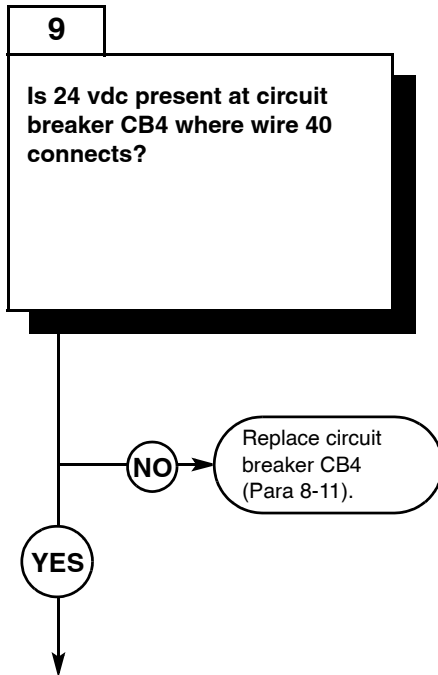 9
Is 24 vdc present at circuit
breaker CB4 where wire 40
connects?
NO
Replace circuit
breaker CB4
(Para 8-11).
YES